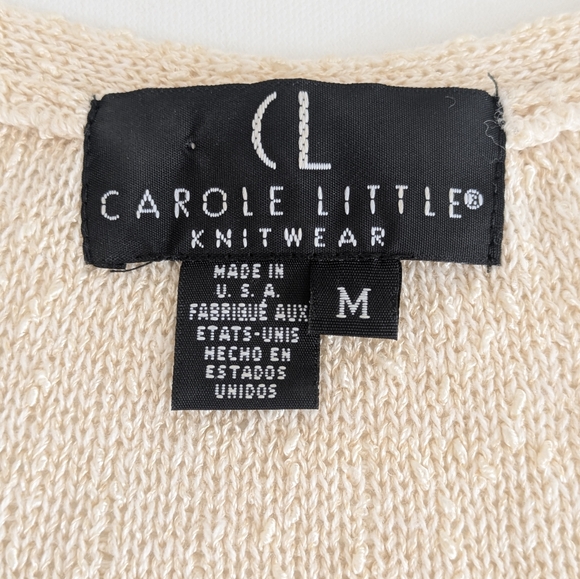 CL
CAROLE LITTLE®
KNITWEAR
MADE IN
U. S. A.
FABRIQUÉ AUX
ETATS-UNIS
HECHO EN
ESTADOS
UNIDOS
M